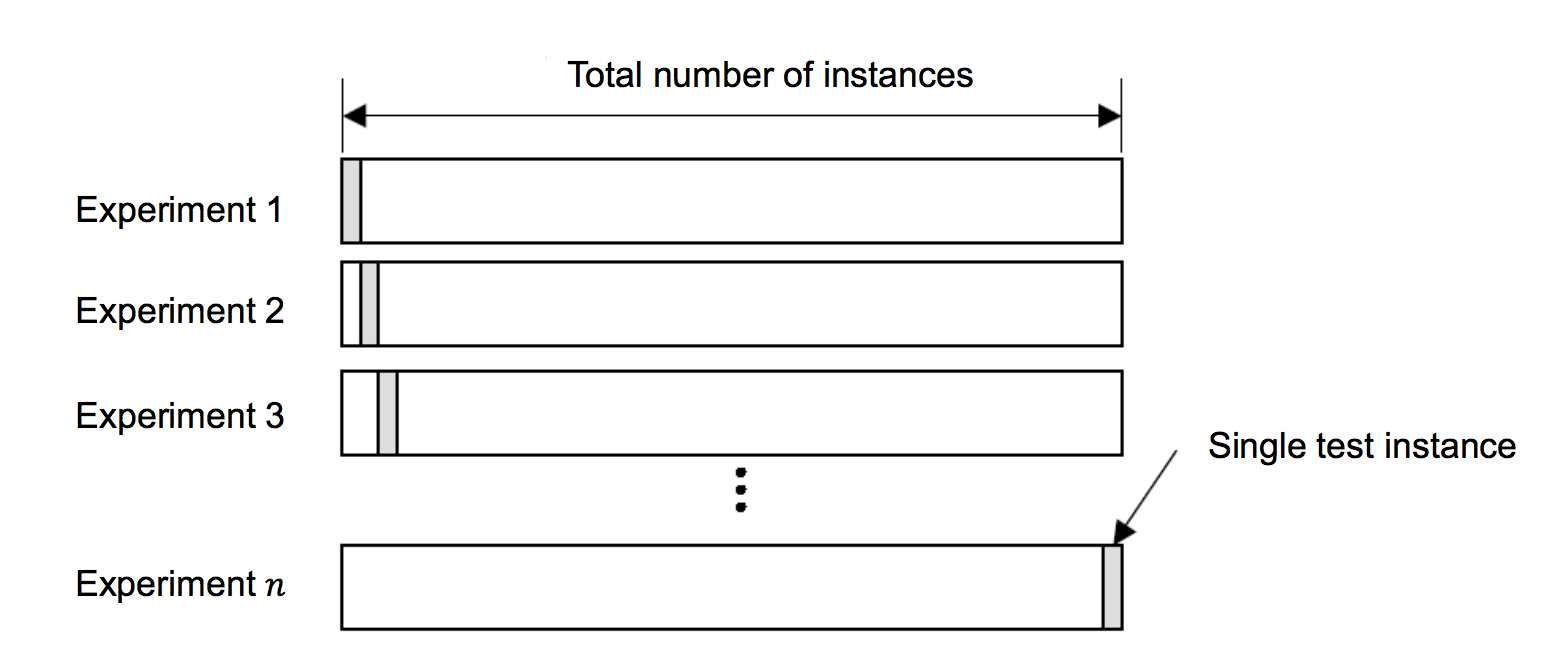 Total number of instances
Experiment 1
Experiment 2
Experiment 3
Single test instance
Experiment n